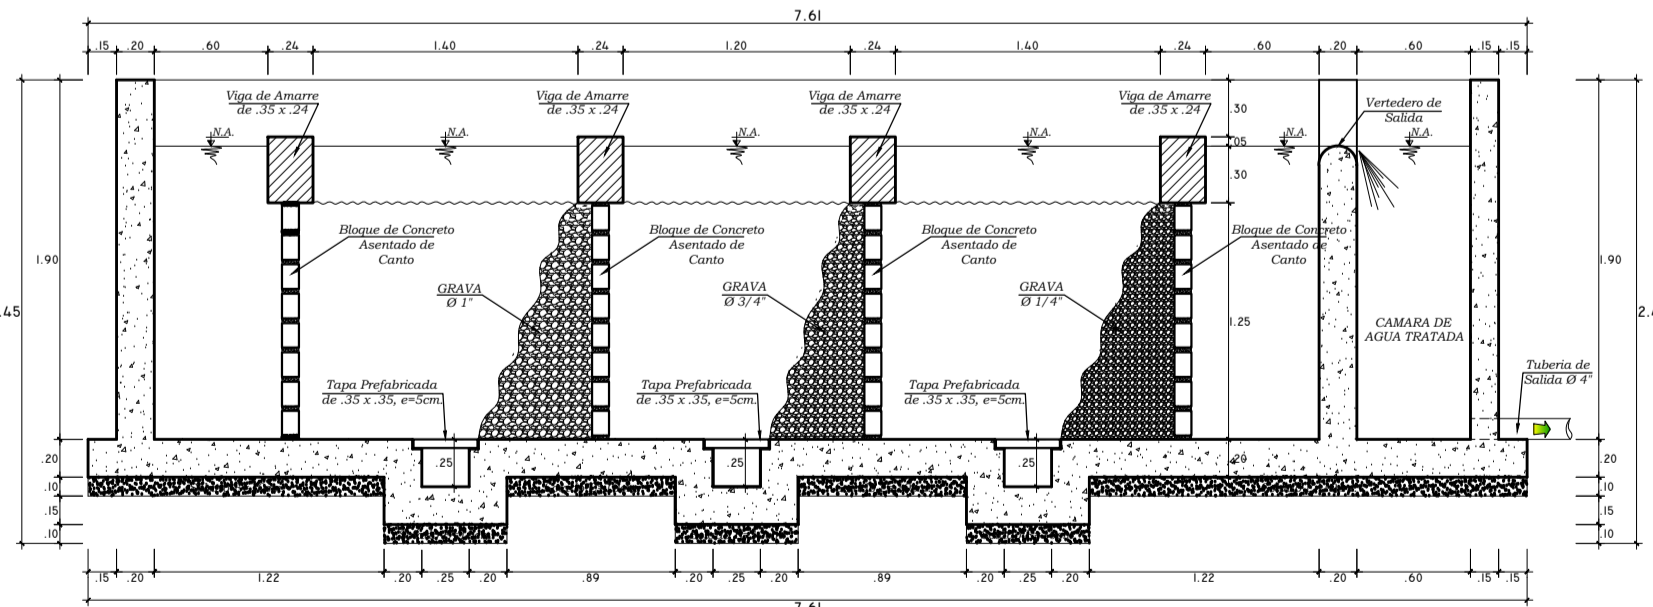 7.61
.15 .20 .60 .24 1.40 .24 1.20 .24 1.40 .24 .60 .20 .60 .15 .15
Viga de Amarre
de .35 x .24
Viga de Amarre
de .35 x .24
Viga de Amarre
de .35 x .24
Viga de Amarre
de .35 x .24
.30
Vertedero de
Salida
N.A. N.A. N.A. N.A. N.A. N.A.
.05
.30
Bloque de Concreto
Asentado de
Canto
Bloque de Concreto
Asentado de
Canto
Bloque de Concreto
Asentado de
Canto
Bloque de Concreto
Asentado de
Canto
1.90
1.90
GRAVA
Ø 1"
GRAVA
Ø 3/4"
GRAVA
Ø 1/4"
.45
2.4
1.25
CAMARA DE
AGUA TRATADA
Tuberia de
Salida Ø 4"
Tapa Prefabricada
de .35 x .35, e=5cm.
Tapa Prefabricada
de .35 x .35, e=5cm.
Tapa Prefabricada
de .35 x .35, e=5cm.
.20 .25 .25 .25 .20 .20
.10 .10
.15 .15
.10 .10
.15 .20 1.22 .20 .25 .20 .89 .20 .25 .20 .89 .20 .25 .20 1.22 .20 .60 .15 .15
7.61